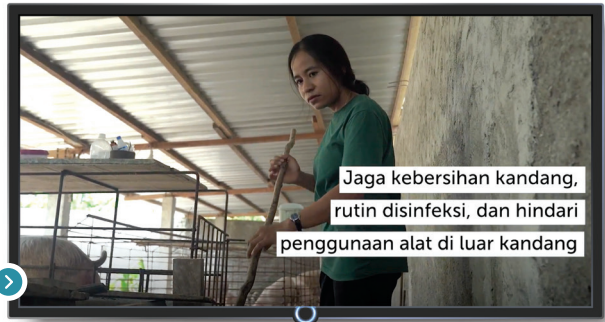 Jaga kebersihan kandang,
rutin disinfeksi, dan hindari
penggunaan alat di luar kandang